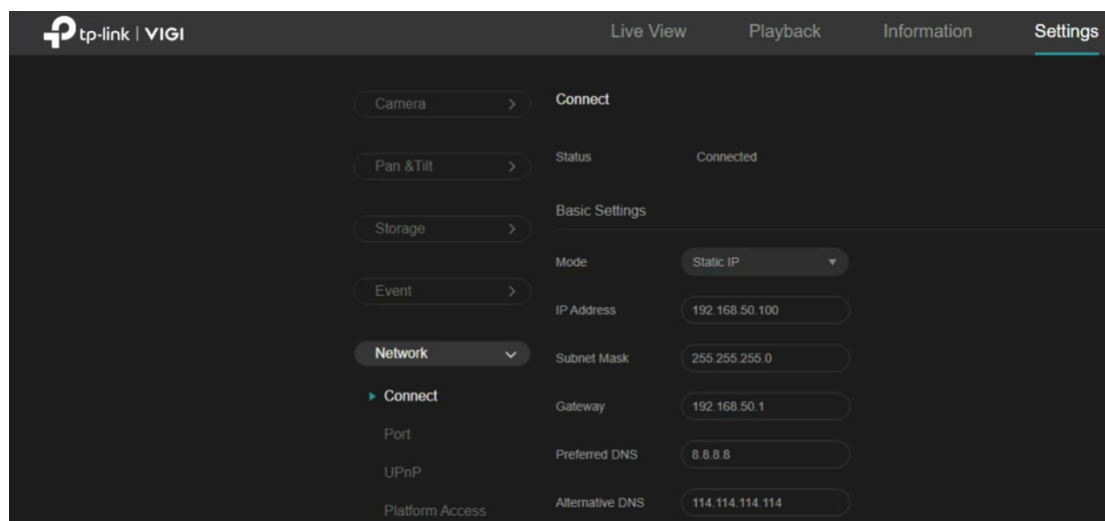 tp-link | VIGI
Live View Playback Information Settings
Camera
Pan &Tilt
Storage
Event
Network
Connect
Port
UPnP
Platform Access
Connect
Status Connected
Basic Settings
Mode Static IP
IP Address 192.168.50.100
Subnet Mask 255.255.255.0
Gateway 192.168.50.1
Preferred DNS 8.8.8.8
Alternative DNS 114.114.114.114